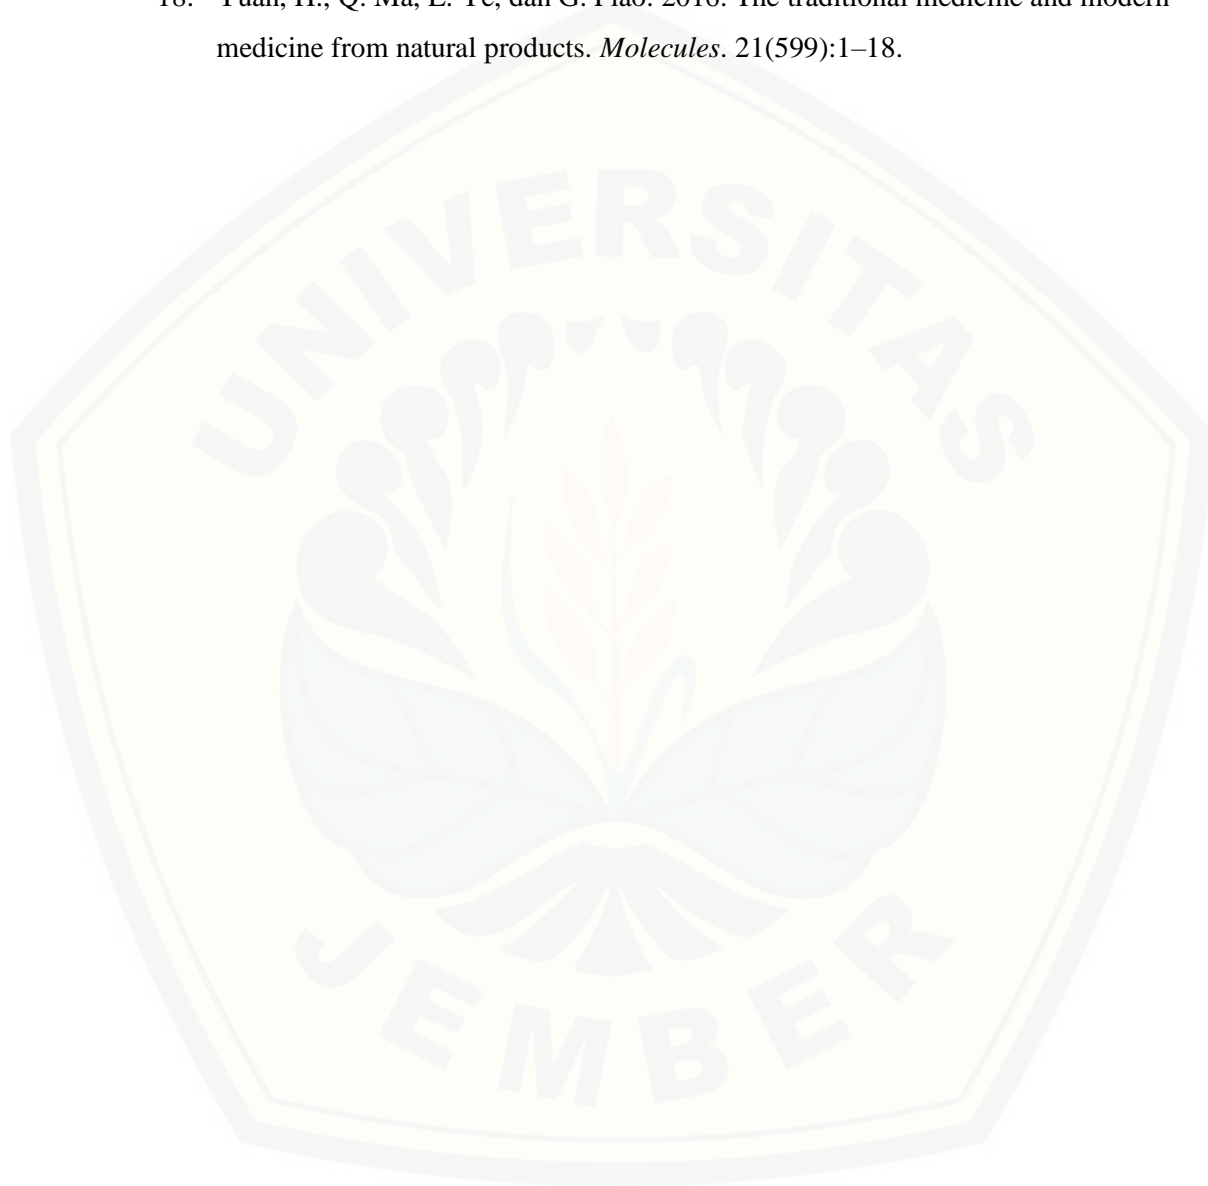 18. Yuan, H., Q. Ma, L. Ye, dan G. Piao. 2016. The traditional medicine and modern
medicine from natural products. Molecules. 21(599):1–18.
UNIVERSITAS
JEMBER